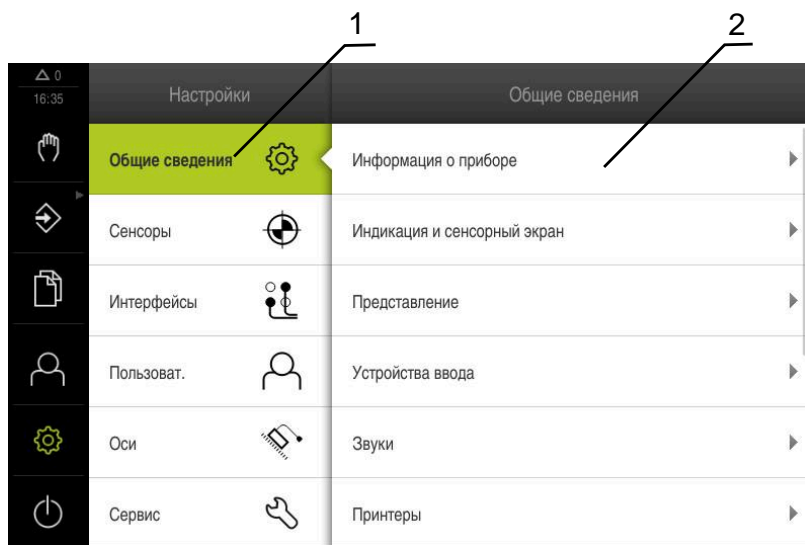 1
2
△ 0
16:35
Настройки
Общие сведения
Общие сведения
Информация о приборе
Сенсоры
Индикация и сенсорный экран
Интерфейсы
Представление
Пользоват.
Устройства ввода
Оси
Звуки
Сервис
Принтеры